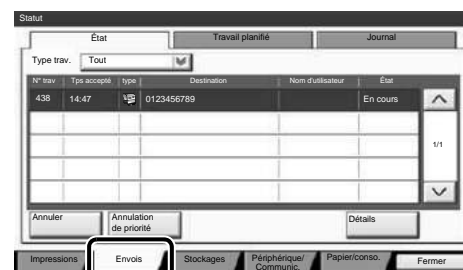 Statut
État Travail planifié Journal
Type trav. Tout
N° trav Tps accepté type Destination Nom d'utilisateur État
438 14:47 0123456789 En cours
1/1
Annuler Annulation de priorité Détails
Impressions Envois Stockages Périphérique/ Communic. Papier/conso. Fermer